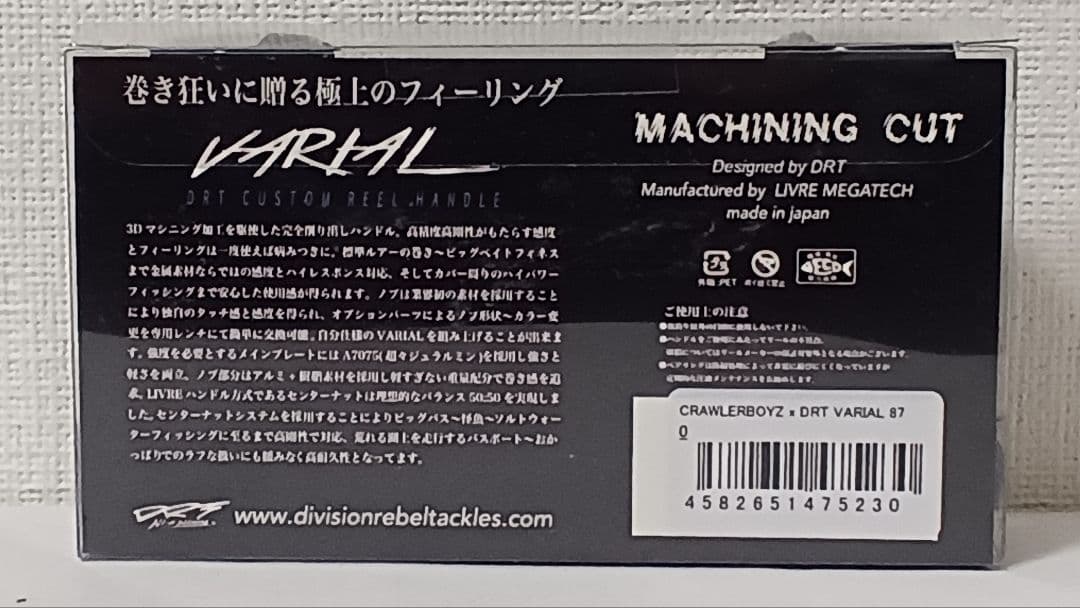 巻き狂いに贈る極上のフィーリング
VARIAL
DRT CUSTOM REEL HANDLE
3Dマシニング加工を駆使した完全削り出しハンドル。高精度高剛性がもたらす感度
とフィーリングは一度使えば病みつきに。標準ルアーの巻き〜ビッグベイトフィネス
まで金属素材ならではの感度とハイレスポンス対応、そしてカバー周りのハイパワー
フィッシングまで安心した使用感が得られます。ノブは業界初の素材を採用すること
により独自のタッチ感と感度を得られ、オプションパーツによるノブ形状〜カラー変
更を専用レンチにて簡単に交換可能。自分仕様のVARIALを組み上げることが出来ま
す。強度を必要とするメインプレートにはA7075(超々ジュラルミン)を採用し強さと
軽さを両立、ノブ部分はアルミ+樹脂素材を採用し軽すぎない重量配分で巻き感を追
求。LIVREハンドル方式であるセンターナットは理想的なバランス50:50を実現しまし
た。センターナットシステムを採用することによりビッグバス〜怪魚〜ソルトウォー
ターフィッシングに至るまで高剛性で対応、荒れる湖上を走行するバスボート〜おか
っぱりでのラフな扱いにも緩みなく高耐久性となってます。
DRT
www.divisionrebeltackles.com
MACHINING CUT
Designed by DRT
Manufactured by LIVRE MEGATECH
made in japan
外箱:PET
FECO
ご使用上の注意
CRAWLERBOYZ x DRT VARIAL 87
0
4582651475230